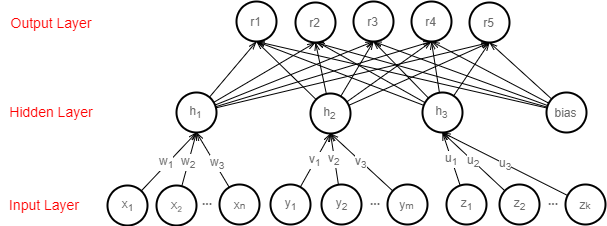 Output Layer r1 r2 r3 r4 r5
Hidden Layer h1 h2 h3 bias
w1 w2 w3 v1 v2 v3 u1 u2 u3
Input Layer x1 x2 ... xn y1 y2 ... ym z1 z2 ... zk